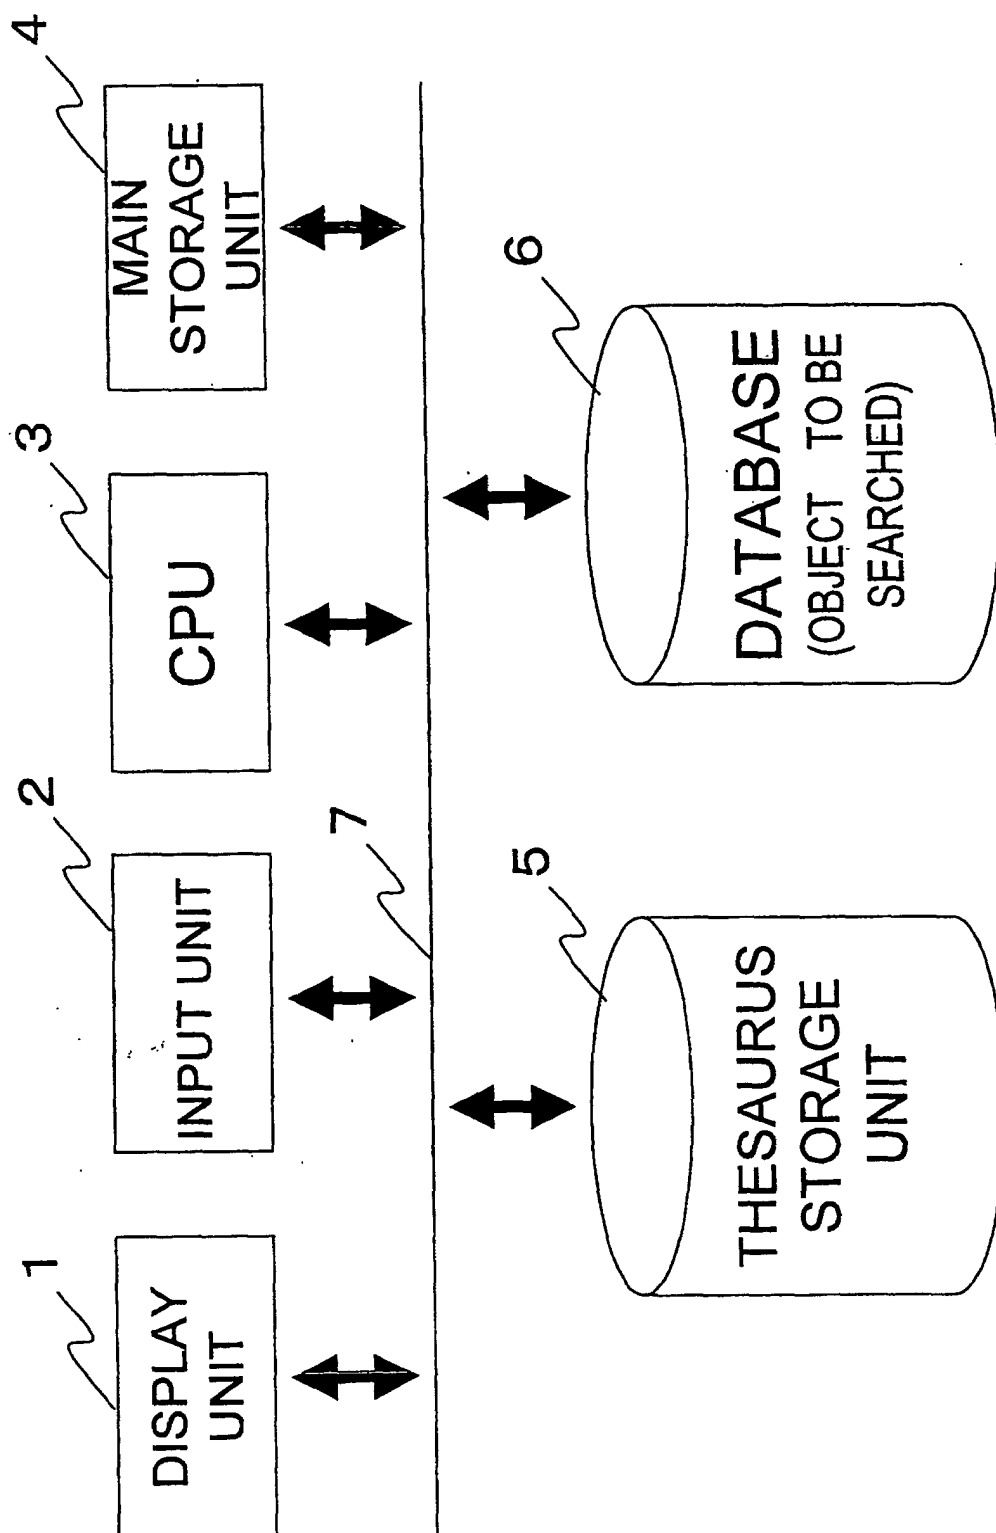 1
DISPLAY
UNIT
2
INPUT UNIT
3
CPU
4
MAIN
STORAGE
UNIT
7
5
THESAURUS
STORAGE
UNIT
6
DATABASE
(OBJECT TO BE
SEARCHED)